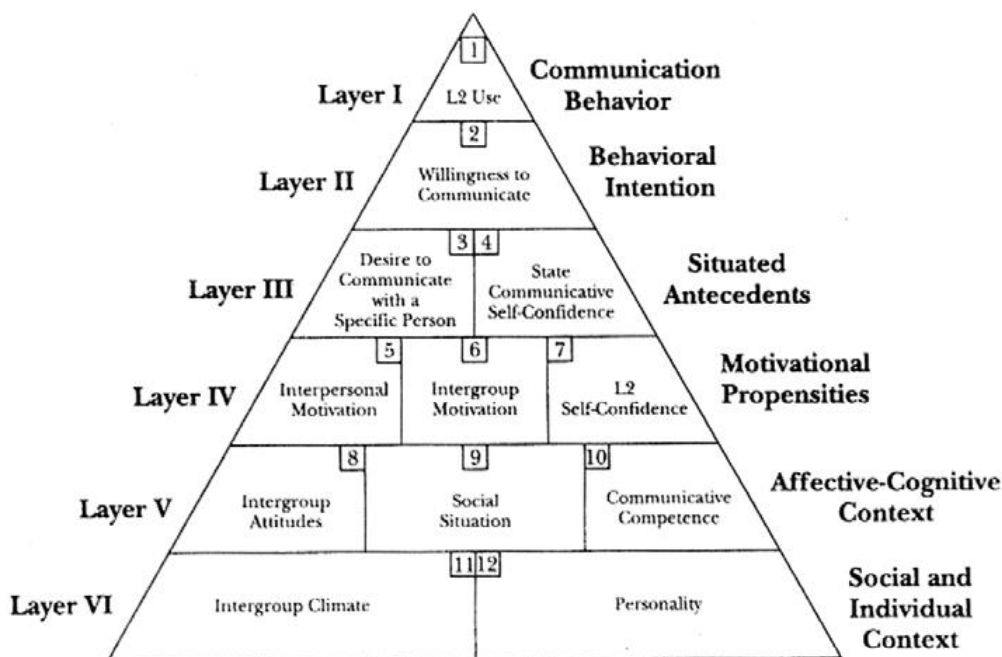 1
Layer I
L2 Use
Communication
Behavior
2
Layer II
Willingness to
Communicate
Behavioral
Intention
3 4
Layer III
Desire to
Communicate
with a
Specific Person
State
Communicative
Self-Confidence
Situated
Antecedents
5 6 7
Layer IV
Interpersonal
Motivation
Intergroup
Motivation
L2
Self-Confidence
Motivational
Propensities
8 9 10
Layer V
Intergroup
Attitudes
Social
Situation
Communicative
Competence
Affective-Cognitive
Context
11 12
Layer VI
Intergroup Climate
Personality
Social and
Individual
Context